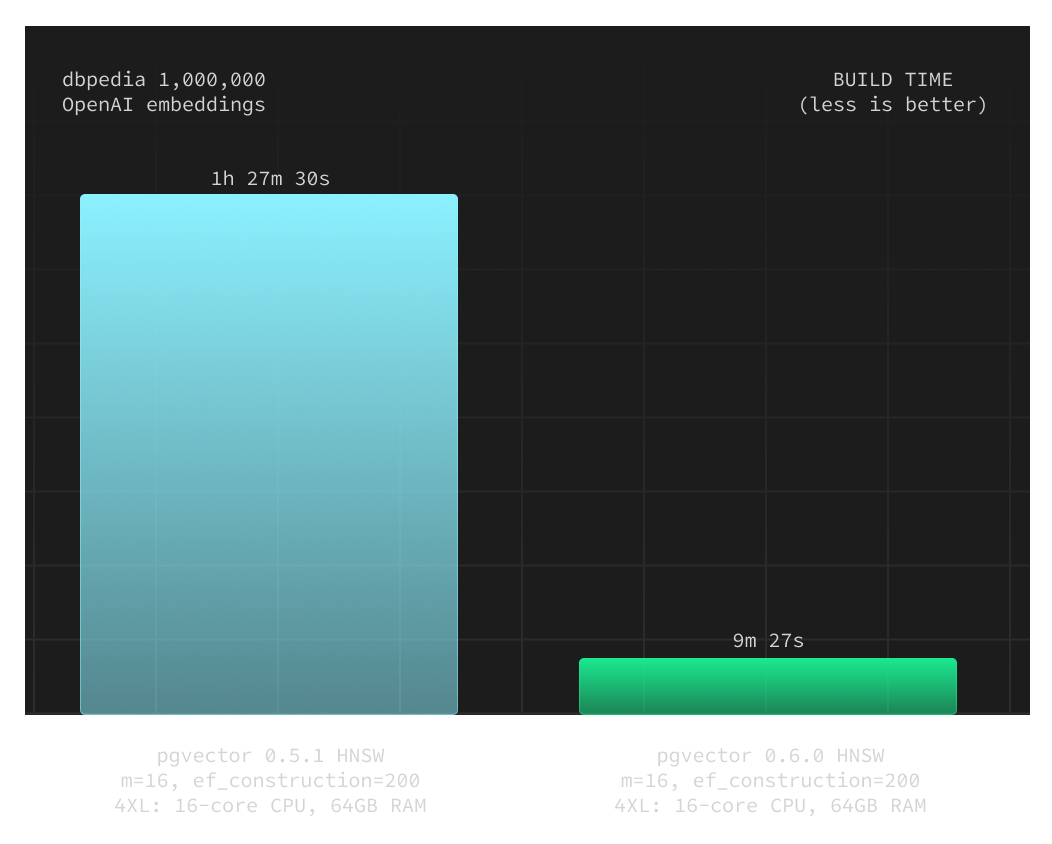 dbpedia 1,000,000
OpenAI embeddings
BUILD TIME
(less is better)
1h 27m 30s
9m 27s
pgvector 0.5.1 HNSW
m=16, ef_construction=200
4XL: 16-core CPU, 64GB RAM
pgvector 0.6.0 HNSW
m=16, ef_construction=200
4XL: 16-core CPU, 64GB RAM